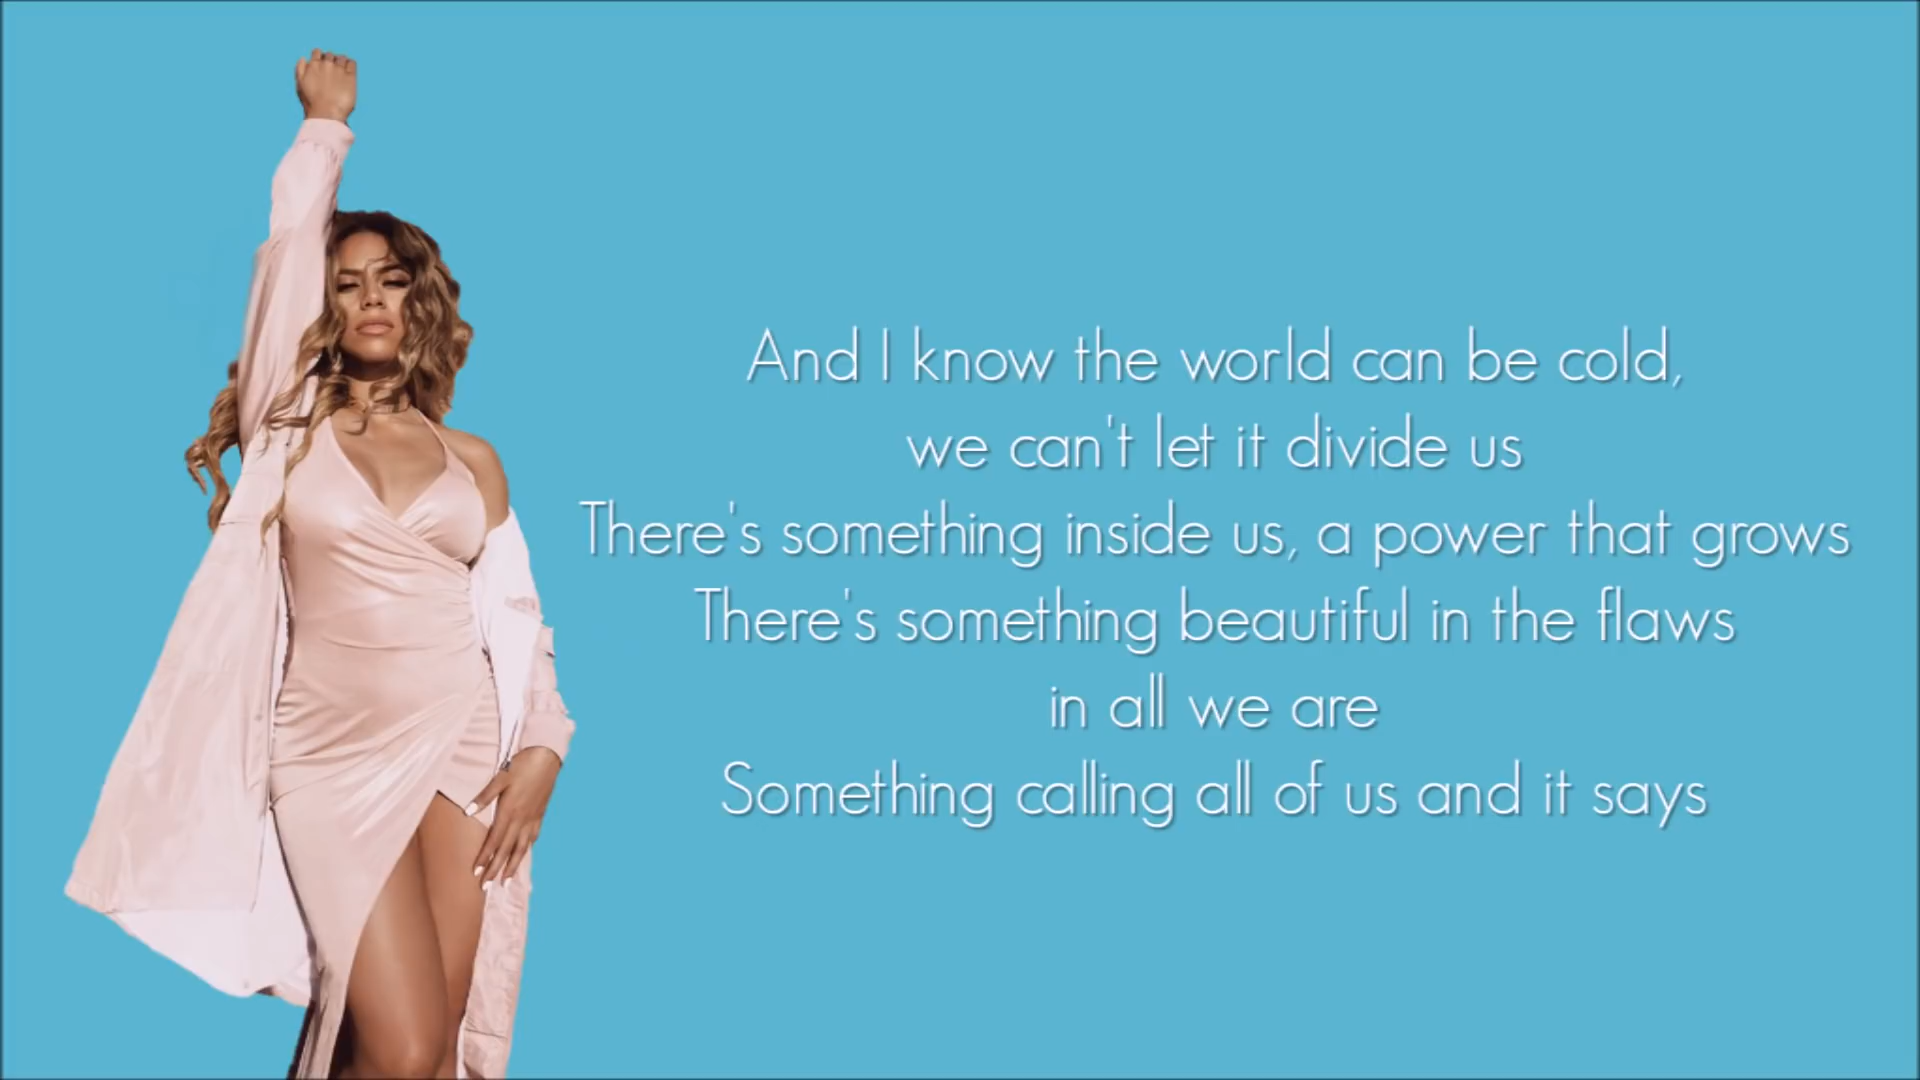 And I know the world can be cold,
we can't let it divide us
There's something inside us, a power that grows
There's something beautiful in the flaws
in all we are
Something calling all of us and it says